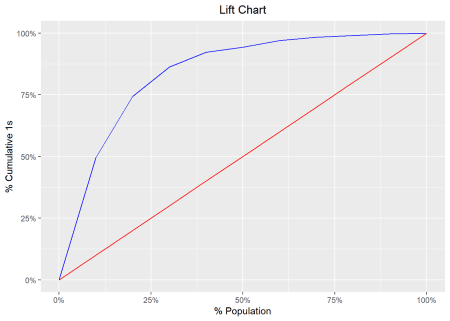 Lift Chart
100%
75%
50%
25%
0%
% Cumulative 1s
0% 25% 50% 75% 100%
% Population